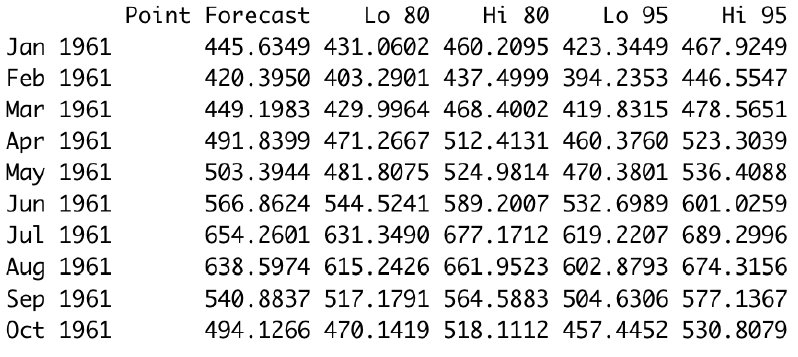 Point Forecast Lo 80 Hi 80 Lo 95 Hi 95
Jan 1961 445.6349 431.0602 460.2095 423.3449 467.9249
Feb 1961 420.3950 403.2901 437.4999 394.2353 446.5547
Mar 1961 449.1983 429.9964 468.4002 419.8315 478.5651
Apr 1961 491.8399 471.2667 512.4131 460.3760 523.3039
May 1961 503.3944 481.8075 524.9814 470.3801 536.4088
Jun 1961 566.8624 544.5241 589.2007 532.6989 601.0259
Jul 1961 654.2601 631.3490 677.1712 619.2207 689.2996
Aug 1961 638.5974 615.2426 661.9523 602.8793 674.3156
Sep 1961 540.8837 517.1791 564.5883 504.6306 577.1367
Oct 1961 494.1266 470.1419 518.1112 457.4452 530.8079